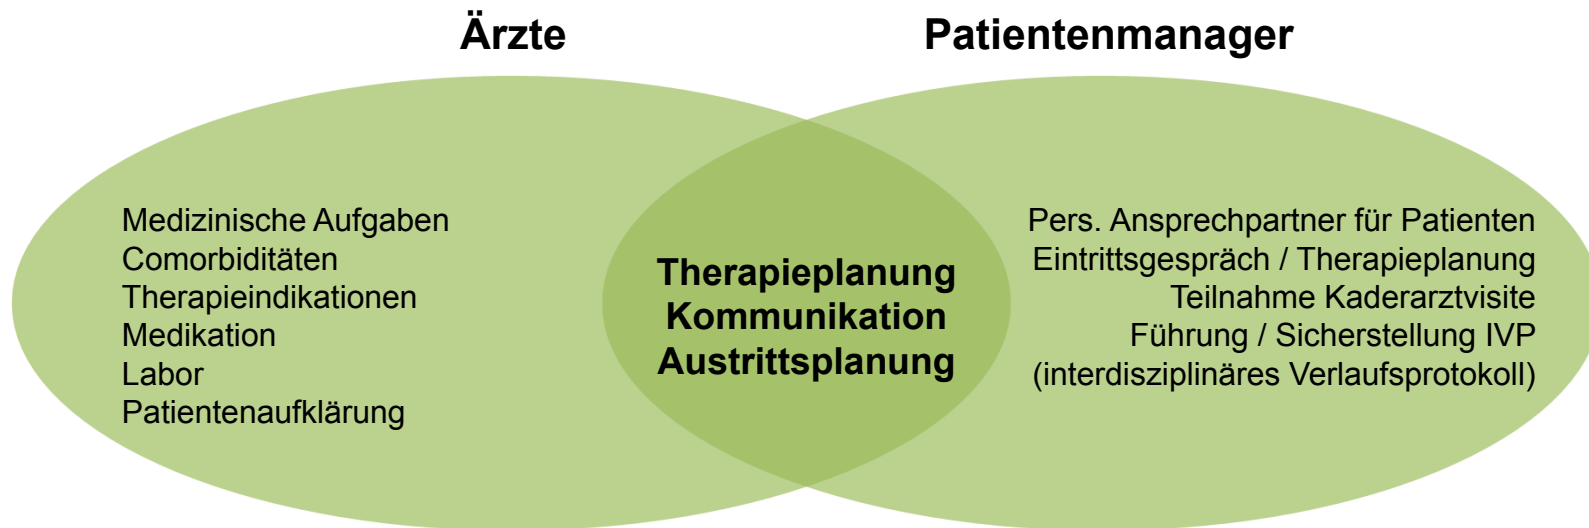 Ärzte
Patientenmanager
Medizinische Aufgaben
Comorbiditäten
Therapieindikationen
Medikation
Labor
Patientenaufklärung
Therapieplanung
Kommunikation
Austrittsplanung
Pers. Ansprechpartner für Patienten
Eintrittsgespräch / Therapieplanung
Teilnahme Kaderarztvisite
Führung / Sicherstellung IVP
(interdisziplinäres Verlaufsprotokoll)